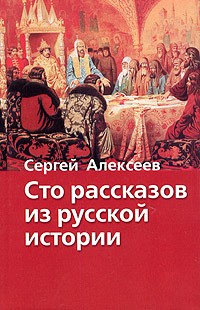 Сергей Алексеев
Сто рассказов
из русской
истории